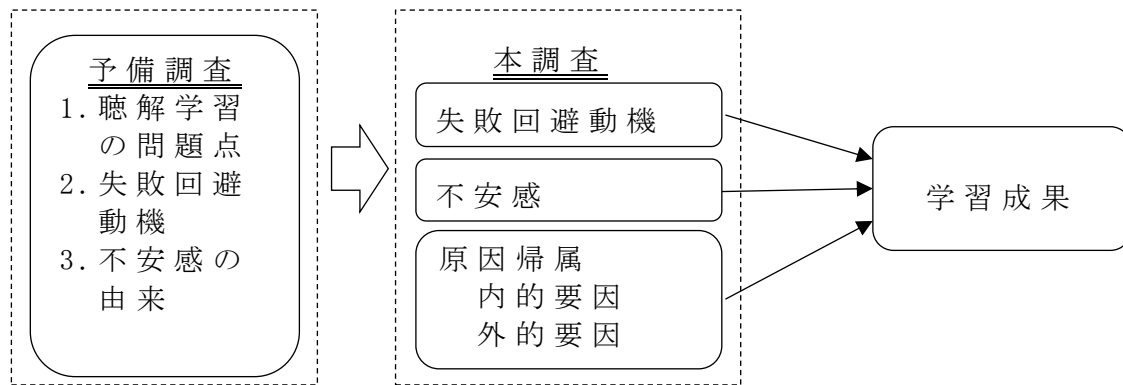 予備調査
1. 聴解学習
の問題点
2. 失敗回避
動機
3. 不安感の
由来
本調査
失敗回避動機
不安感
原因帰属
内的要因
外的要因
学習成果